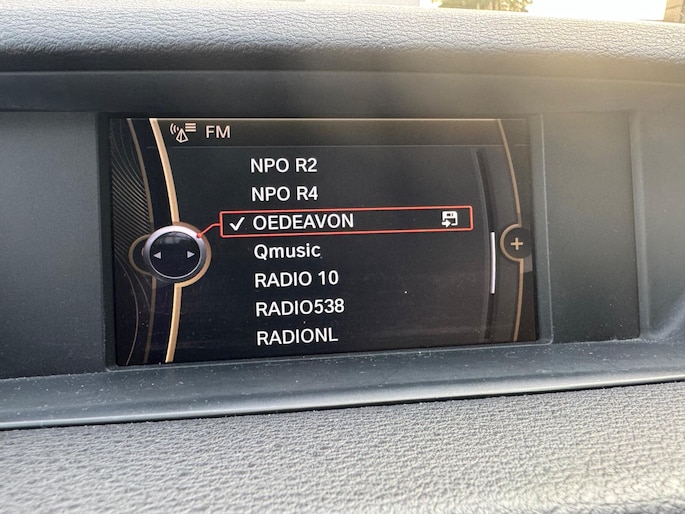 FM
NPO R2
NPO R4
OEDEAVON
Qmusic
RADIO 10
RADIO538
RADIONL